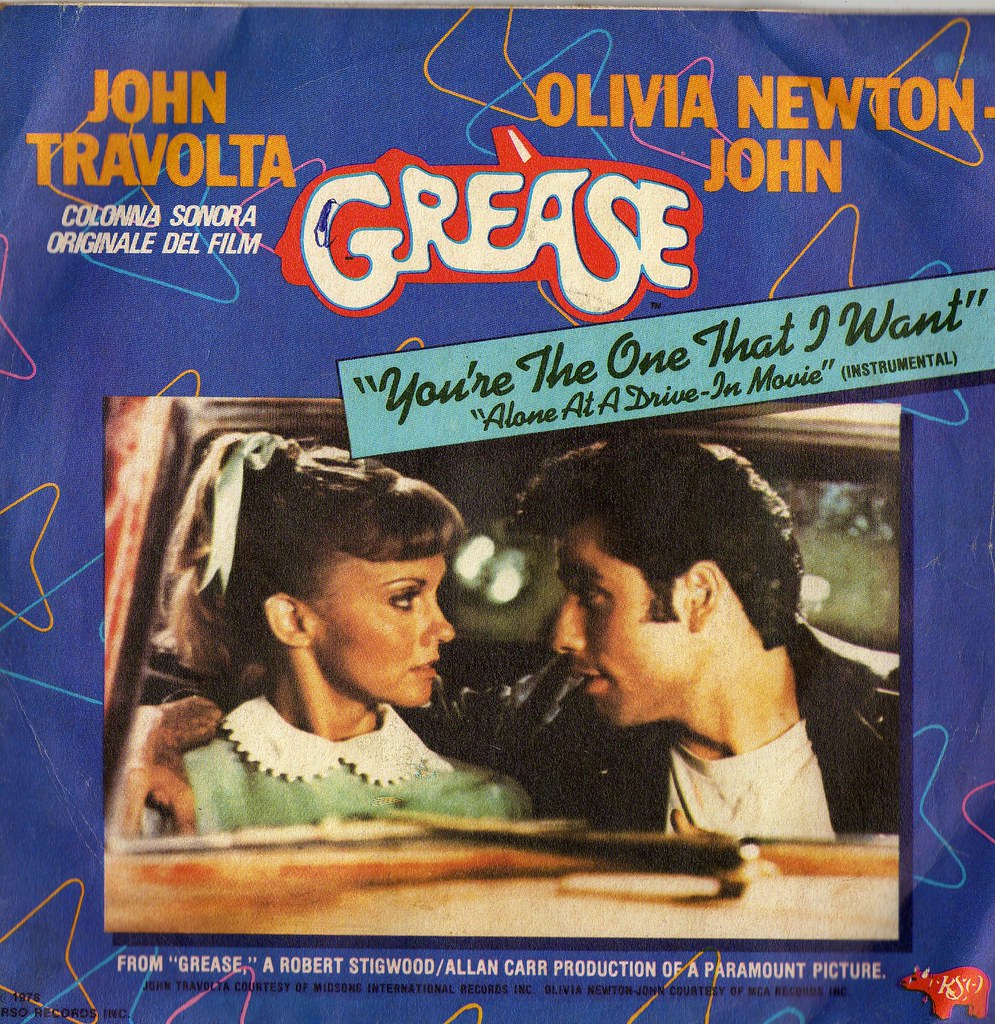 JOHN
TRAVOLTA
OLIVIA NEWTON-
JOHN
COLONNA SONORA
ORIGINALE DEL FILM
GREASE
TM
"You're The One That I Want"
"Alone At A Drive-In Movie" (INSTRUMENTAL)
FROM "GREASE," A ROBERT STIGWOOD/ALLAN CARR PRODUCTION OF A PARAMOUNT PICTURE.
JOHN TRAVOLTA COURTESY OF MIDSONG INTERNATIONAL RECORDS INC. OLIVIA NEWTON-JOHN COURTESY OF MCA RECORDS INC.
1978
RSO RECORDS INC.
RSO